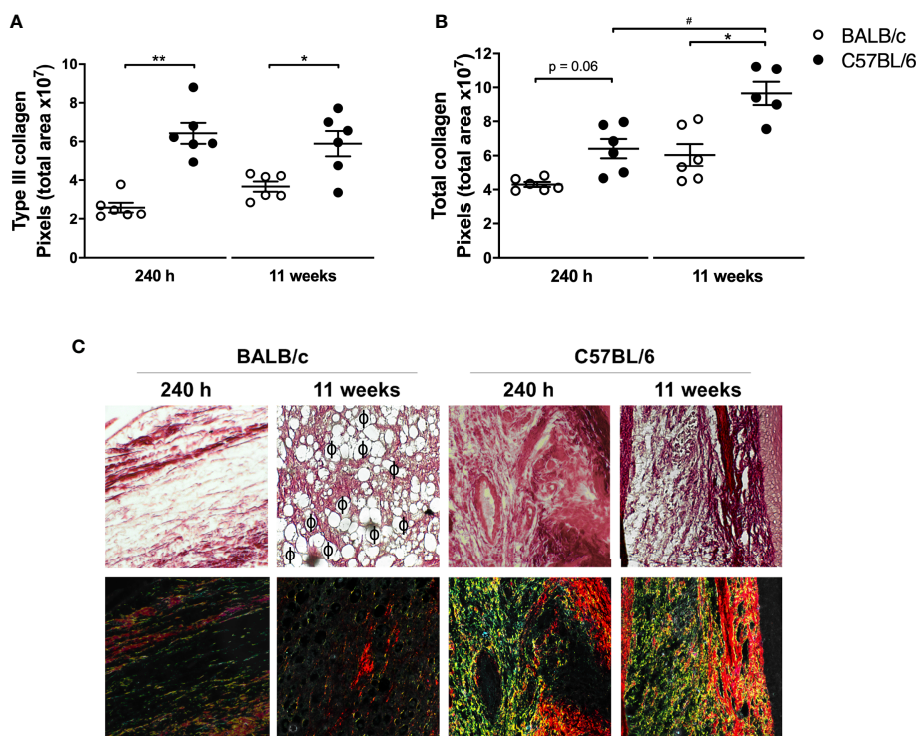 A
Type III collagen
Pixels (total area x10⁷)
10
8
6
4
2
0
**
*
240 h
11 weeks
B
Total collagen
Pixels (total area x10⁷)
12
10
8
6
4
2
0
p = 0.06
#
*
240 h
11 weeks
BALB/c
C57BL/6
C
BALB/c
C57BL/6
240 h
11 weeks
240 h
11 weeks
ϕ
ϕ ϕ ϕ
ϕ
ϕ
ϕ ϕ ϕ
ϕ ϕ